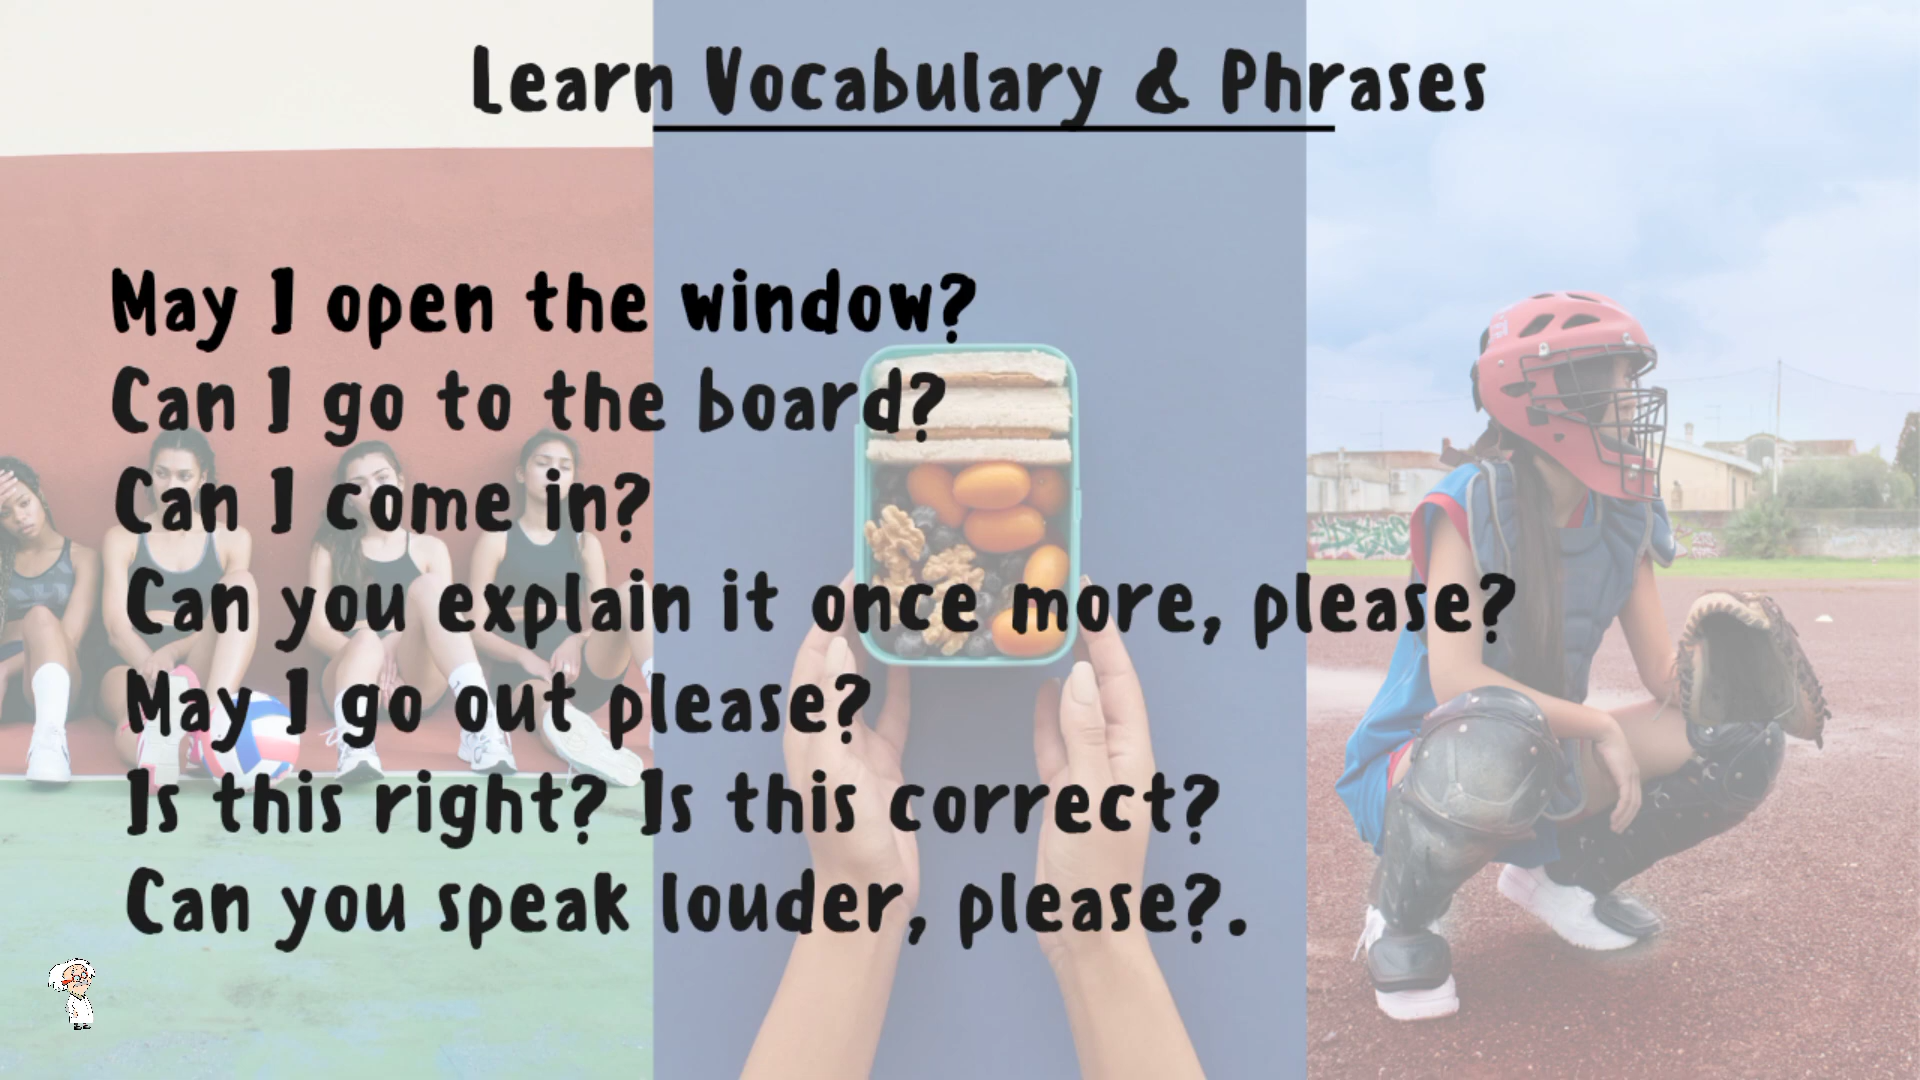 Learn Vocabulary & Phrases
May I open the window?
Can I go to the board?
Can I come in?
Can you explain it once more, please?
May I go out please?
Is this right? Is this correct?
Can you speak louder, please?.